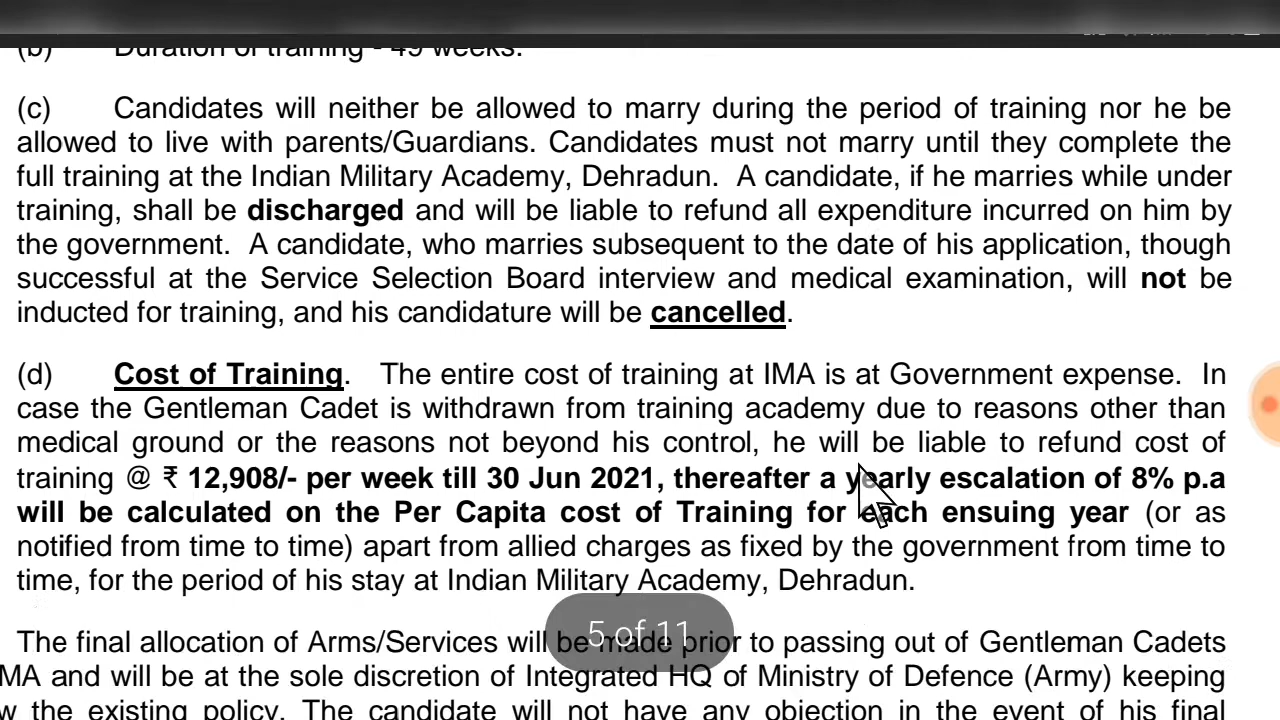 (b) Duration of training - 49 weeks.
(c) Candidates will neither be allowed to marry during the period of training nor he be
allowed to live with parents/Guardians. Candidates must not marry until they complete the
full training at the Indian Military Academy, Dehradun. A candidate, if he marries while under
training, shall be discharged and will be liable to refund all expenditure incurred on him by
the government. A candidate, who marries subsequent to the date of his application, though
successful at the Service Selection Board interview and medical examination, will not be
inducted for training, and his candidature will be cancelled.
(d) Cost of Training. The entire cost of training at IMA is at Government expense. In
case the Gentleman Cadet is withdrawn from training academy due to reasons other than
medical ground or the reasons not beyond his control, he will be liable to refund cost of
training @ ₹ 12,908/- per week till 30 Jun 2021, thereafter a yearly escalation of 8% p.a
will be calculated on the Per Capita cost of Training for each ensuing year (or as
notified from time to time) apart from allied charges as fixed by the government from time to
time, for the period of his stay at Indian Military Academy, Dehradun.
5 of 11
The final allocation of Arms/Services will be made prior to passing out of Gentleman Cadets
MA and will be at the sole discretion of Integrated HQ of Ministry of Defence (Army) keeping
w the existing policy. The candidate will not have any objection in the event of his final